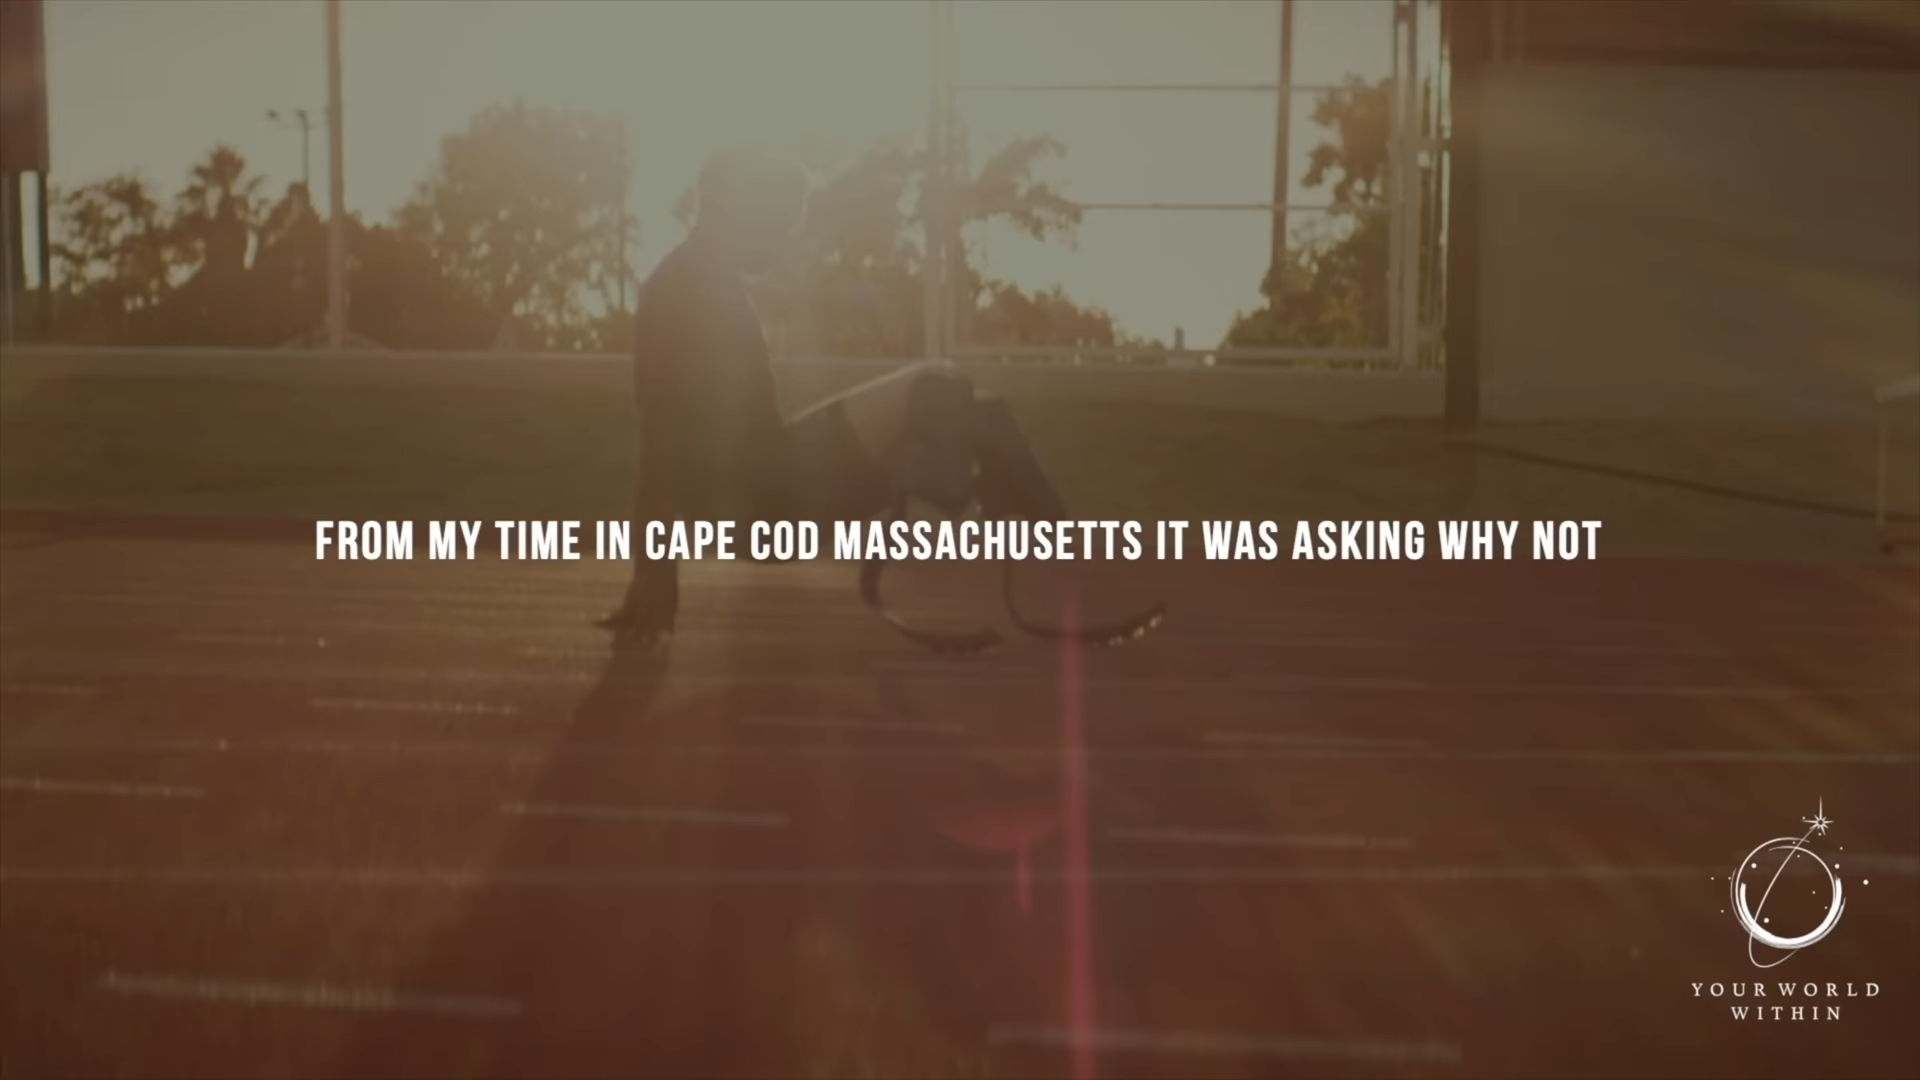 FROM MY TIME IN CAPE COD MASSACHUSETTS IT WAS ASKING WHY NOT
YOUR WORLD
WITHIN